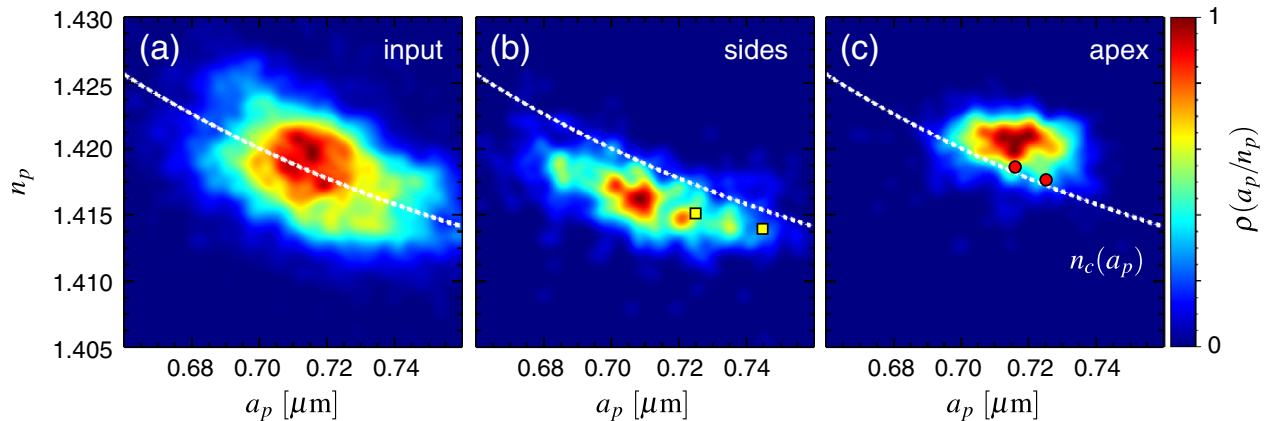 (a) input
(b) sides
(c) apex
n_p
1.430
1.425
1.420
1.415
1.410
1.405
n_c(a_p)
1
0
ρ(a_p/n_p)
0.68 0.70 0.72 0.74
0.68 0.70 0.72 0.74
0.68 0.70 0.72 0.74
a_p [μm]
a_p [μm]
a_p [μm]